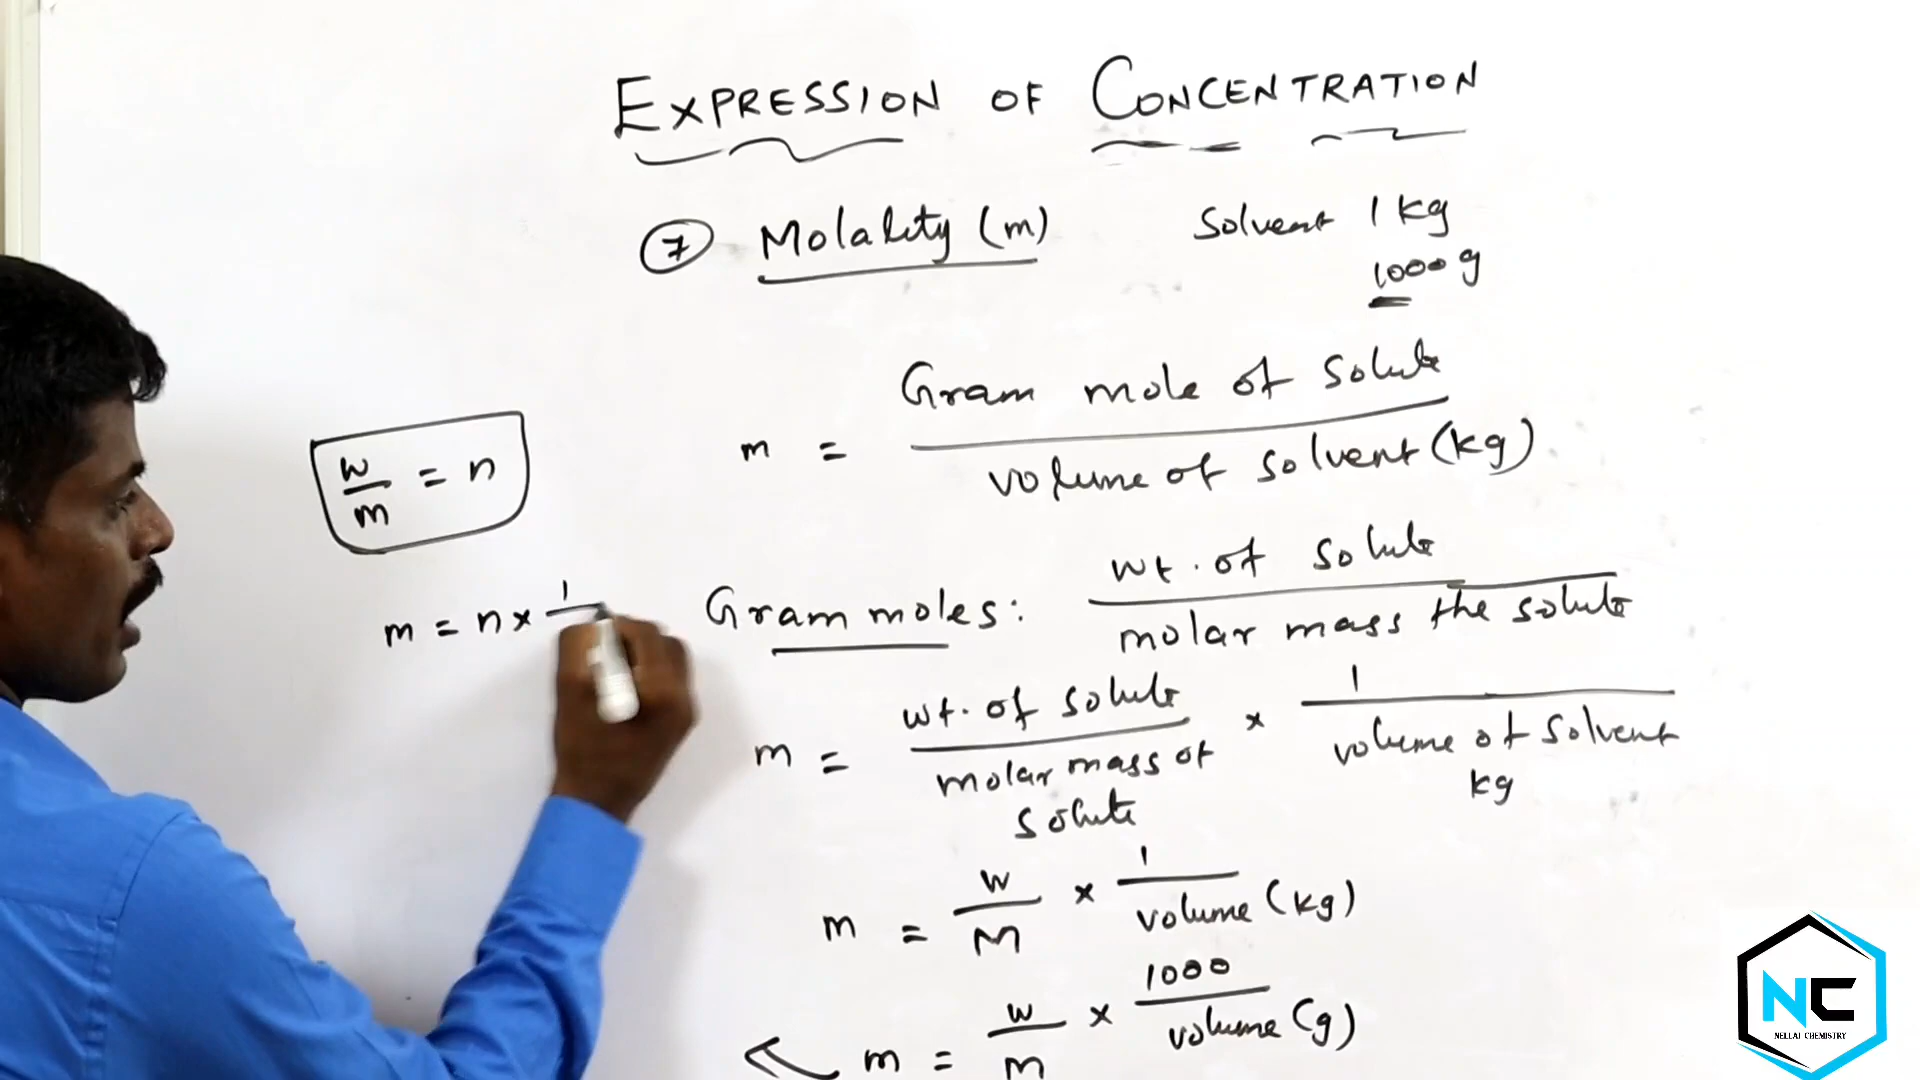 EXPRESSION OF CONCENTRATION
7 Molality (m)
Solvent 1 kg
1000 g
m = Gram mole of solute / volume of solvent (kg)
w / m = n
Gram moles: wt. of solute / molar mass the solute
m = n × 1 /
m = wt. of solute / molar mass of solute × 1 / volume of solvent kg
m = w / M × 1 / volume (kg)
m = w / m × 1000 / volume (g)
NC
NELLAI CHEMISTRY